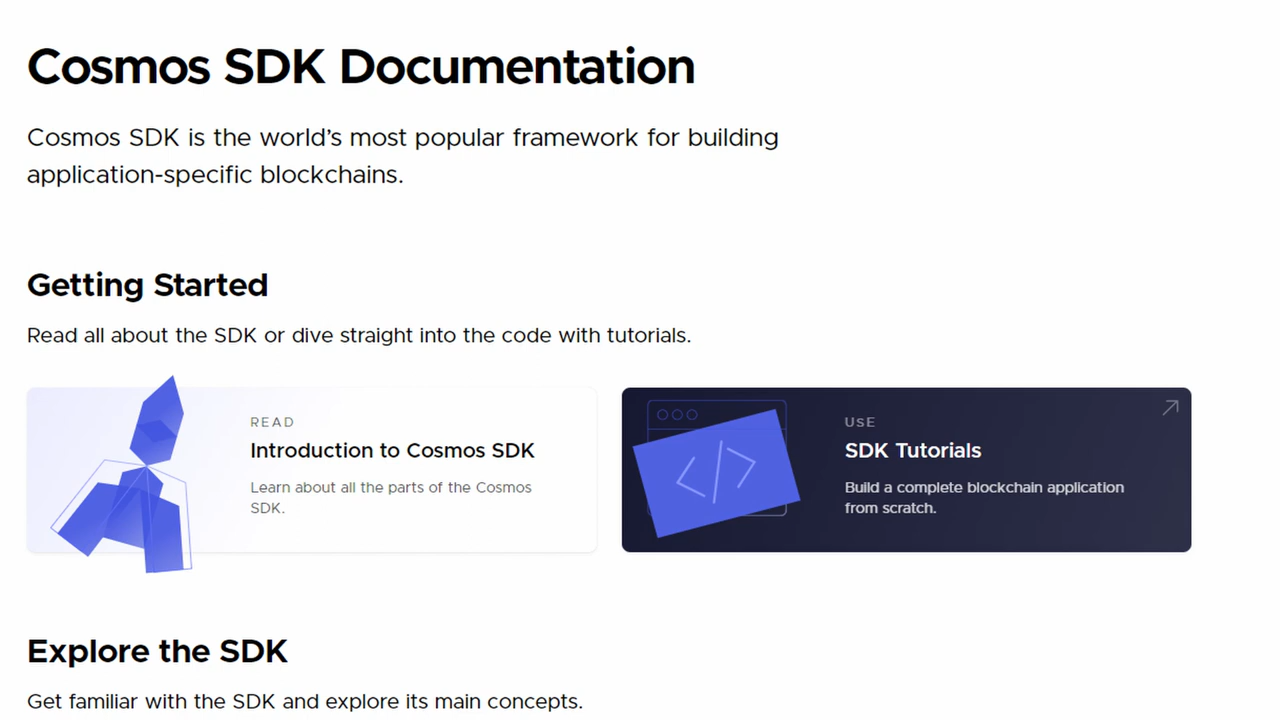 Cosmos SDK Documentation
Cosmos SDK is the world’s most popular framework for building
application-specific blockchains.
Getting Started
Read all about the SDK or dive straight into the code with tutorials.
READ
Introduction to Cosmos SDK
Learn about all the parts of the Cosmos
SDK.
USE
SDK Tutorials
Build a complete blockchain application
from scratch.
Explore the SDK
Get familiar with the SDK and explore its main concepts.